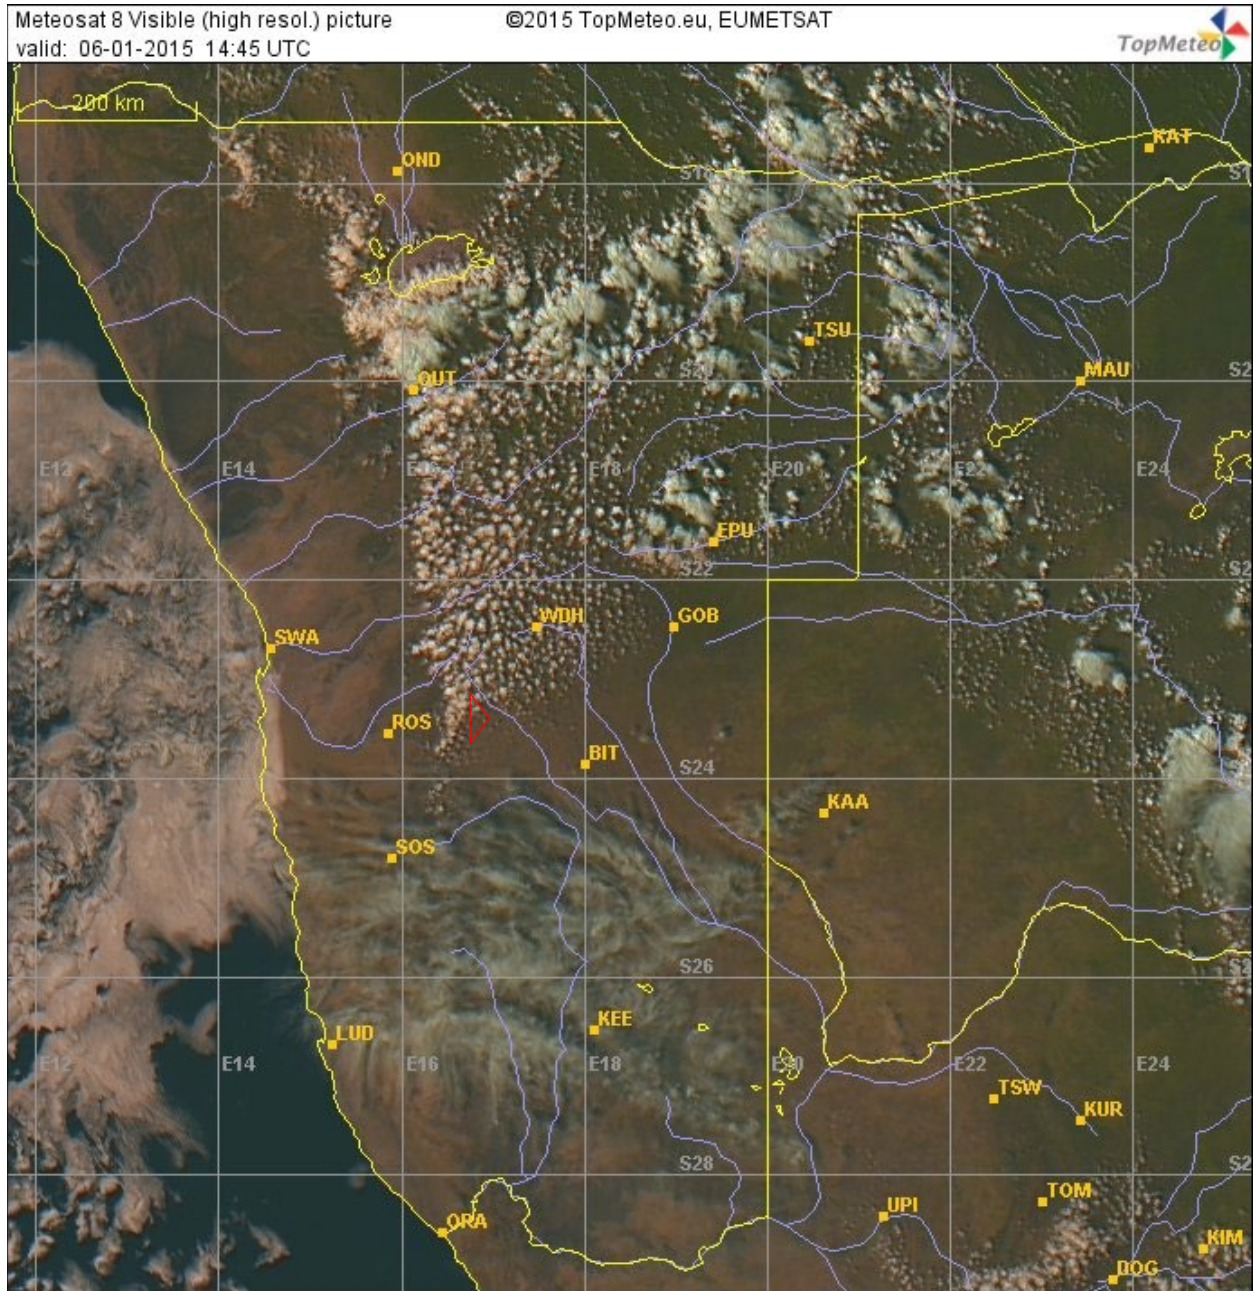 Meteosat 8 Visible (high resol.) picture ©2015 TopMeteo.eu, EUMETSAT
valid: 06-01-2015 14:45 UTC
TopMeteo
200 km
KAT
OND
TSU
MAU
OUT
E12 E14 E16 E18 E20 E22 E24
EPU
S22
WDH GOB
SWA
ROS
BIT
S24
KAA
SOS
S26
KEE
LUD
E12 E14 E16 E18 E20 E22 E24
TSW
KUR
S28
TOM
UPI
ORA
KIM
DOG